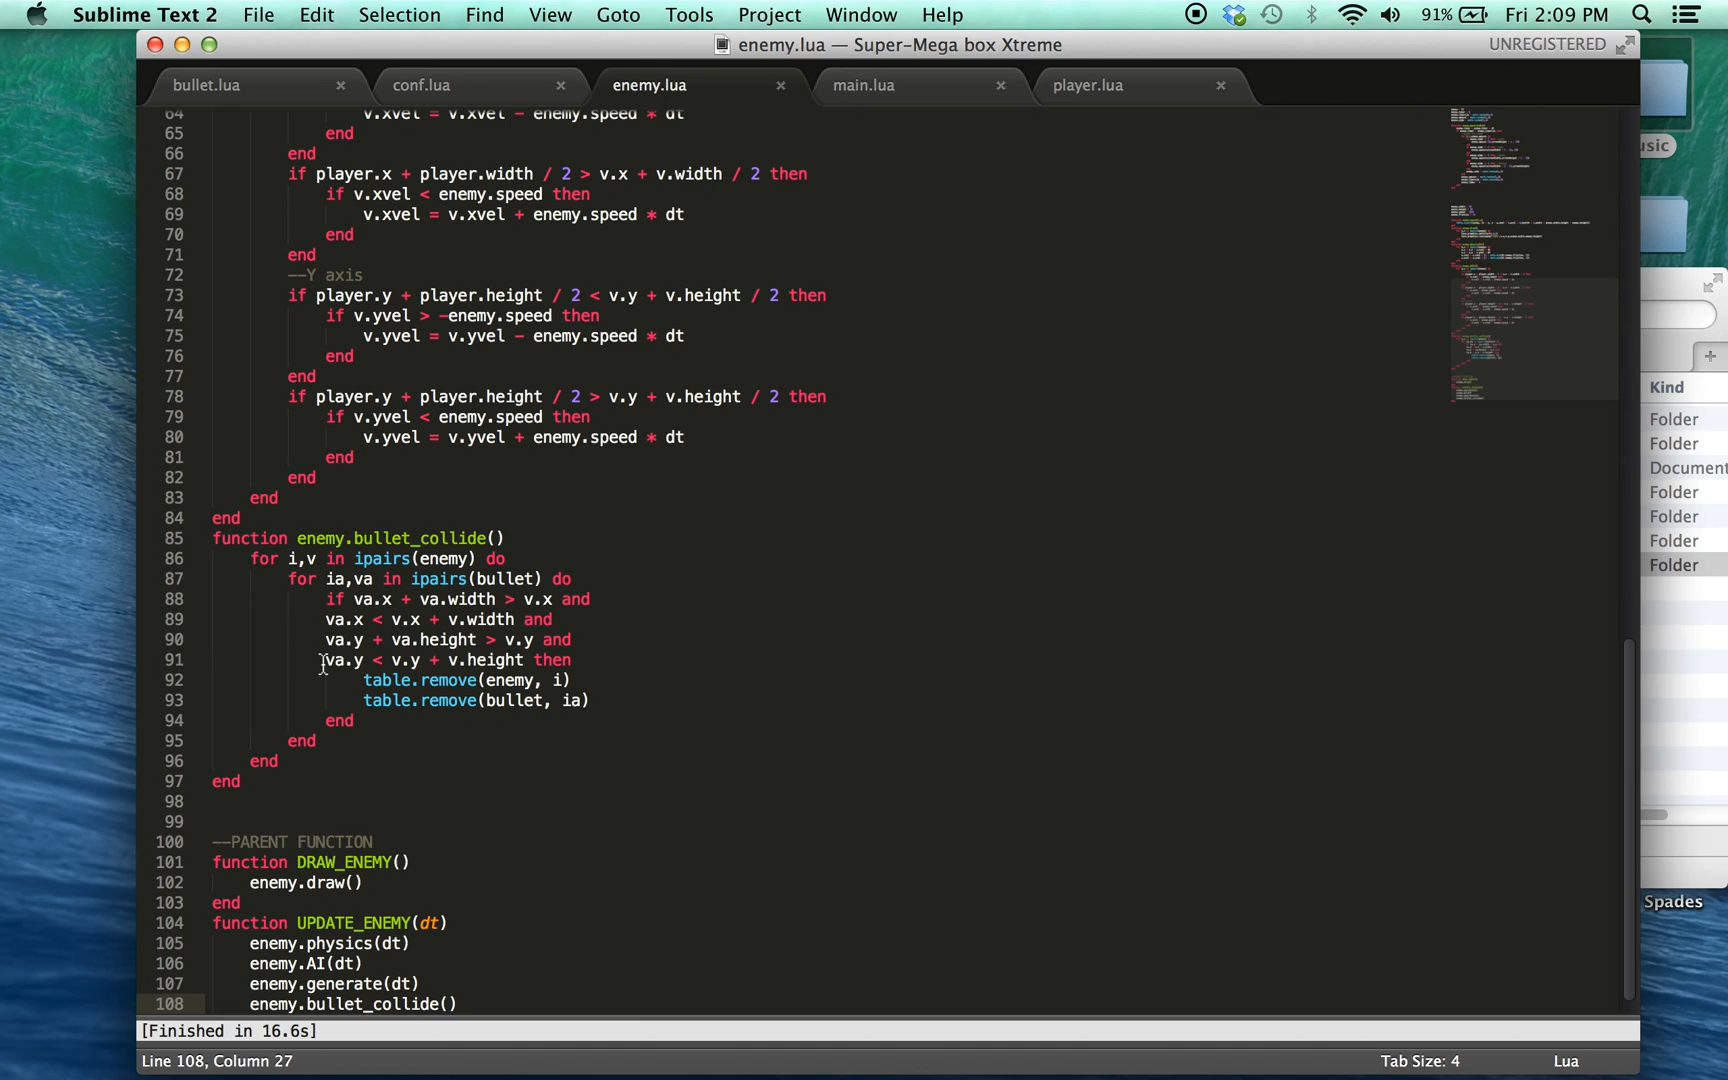 Sublime Text 2 File Edit Selection Find View Goto Tools Project Window Help 91% Fri 2:09 PM
enemy.lua — Super-Mega box Xtreme UNREGISTERED
bullet.lua × conf.lua × enemy.lua × main.lua × player.lua ×
64 v.xvel = v.xvel - enemy.speed * dt
65 end
66 end
67 if player.x + player.width / 2 > v.x + v.width / 2 then
68 if v.xvel < enemy.speed then
69 v.xvel = v.xvel + enemy.speed * dt
70 end
71 end
72 --Y axis
73 if player.y + player.height / 2 < v.y + v.height / 2 then
74 if v.yvel > -enemy.speed then
75 v.yvel = v.yvel - enemy.speed * dt
76 end
77 end
78 if player.y + player.height / 2 > v.y + v.height / 2 then
79 if v.yvel < enemy.speed then
80 v.yvel = v.yvel + enemy.speed * dt
81 end
82 end
83 end
84 end
85 function enemy.bullet_collide()
86 for i,v in ipairs(enemy) do
87 for ia,va in ipairs(bullet) do
88 if va.x + va.width > v.x and
89 va.x < v.x + v.width and
90 va.y + va.height > v.y and
91 va.y < v.y + v.height then
92 table.remove(enemy, i)
93 table.remove(bullet, ia)
94 end
95 end
96 end
97 end
98
99
100 --PARENT FUNCTION
101 function DRAW_ENEMY()
102 enemy.draw()
103 end
104 function UPDATE_ENEMY(dt)
105 enemy.physics(dt)
106 enemy.AI(dt)
107 enemy.generate(dt)
108 enemy.bullet_collide()
[Finished in 16.6s]
Line 108, Column 27 Tab Size: 4 Lua
usic
Kind
Folder
Folder
Document
Folder
Folder
Folder
Folder
Spades